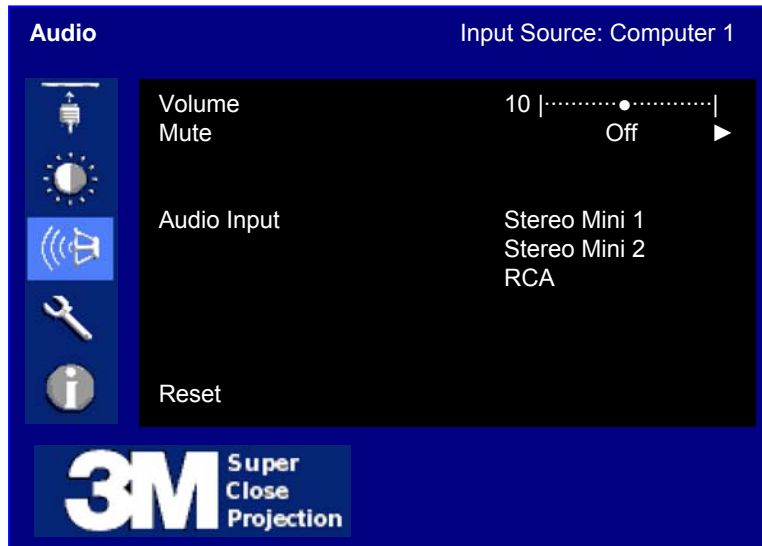 Audio Input Source: Computer 1
Volume 10 |···········●············|
Mute Off ►
Audio Input Stereo Mini 1
Stereo Mini 2
RCA
Reset
3M Super
Close
Projection